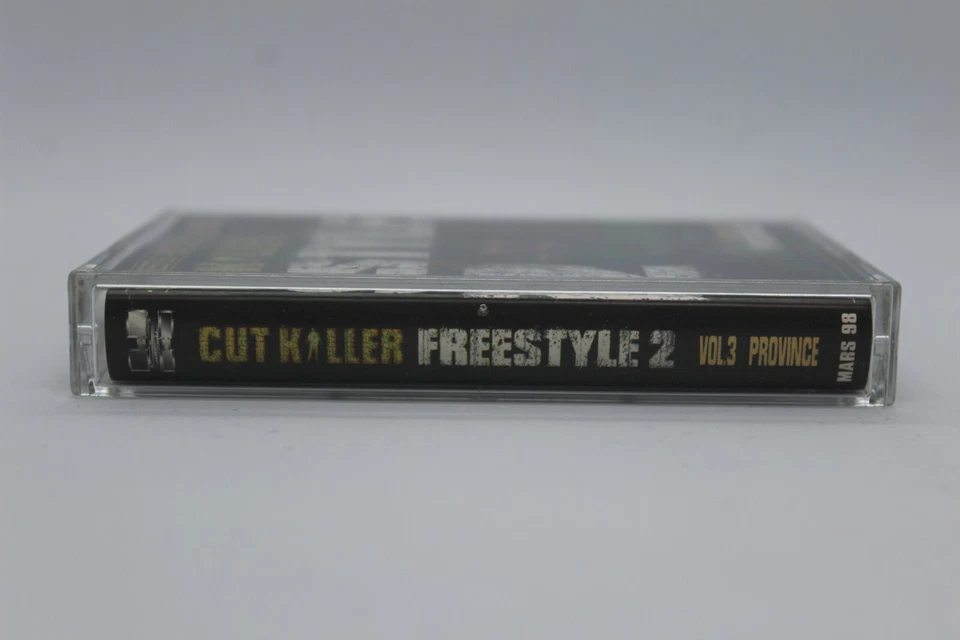 CUT KILLER FREESTYLE 2 VOL.3 PROVINCE
MARS 98